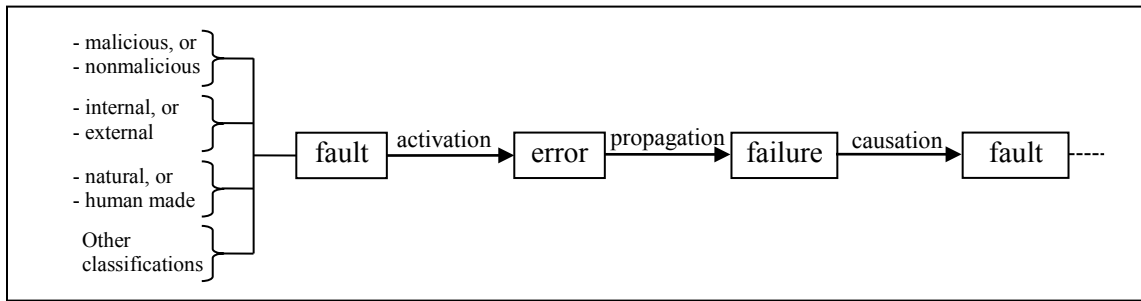 - malicious, or
- nonmalicious
- internal, or
- external
- natural, or
- human made
Other
classifications
fault
activation
error
propagation
failure
causation
fault